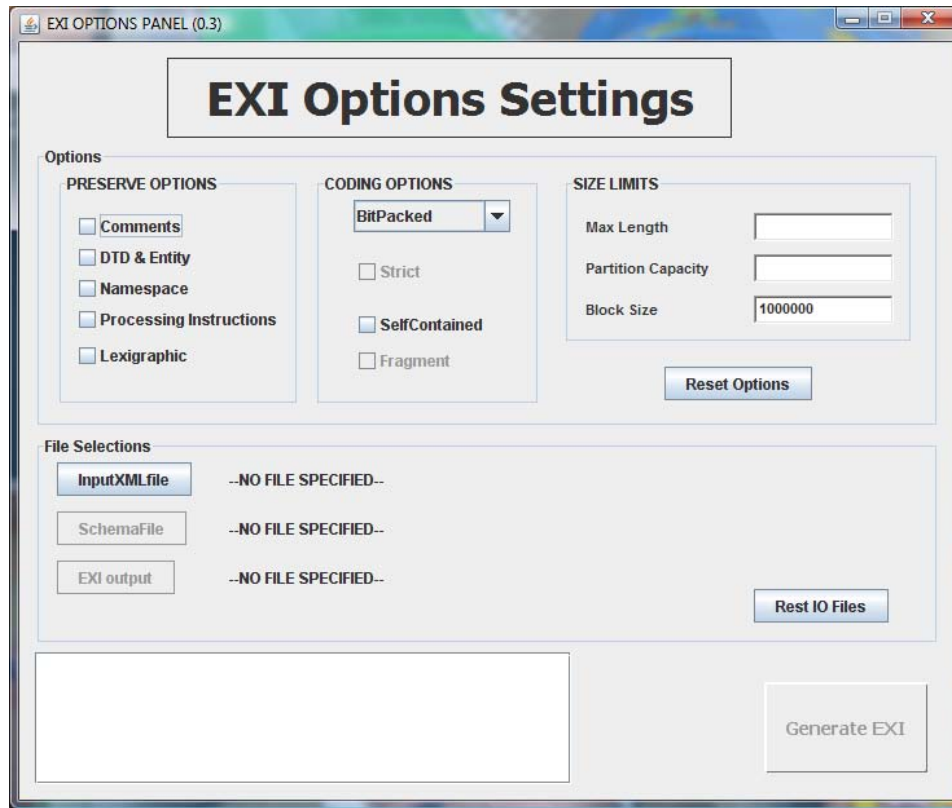 EXI OPTIONS PANEL (0.3)
EXI Options Settings
Options
PRESERVE OPTIONS
Comments
DTD & Entity
Namespace
Processing Instructions
Lexigraphic
CODING OPTIONS
BitPacked
Strict
SelfContained
Fragment
SIZE LIMITS
Max Length
Partition Capacity
Block Size 1000000
Reset Options
File Selections
InputXMLfile --NO FILE SPECIFIED--
SchemaFile --NO FILE SPECIFIED--
EXI output --NO FILE SPECIFIED--
Rest IO Files
Generate EXI